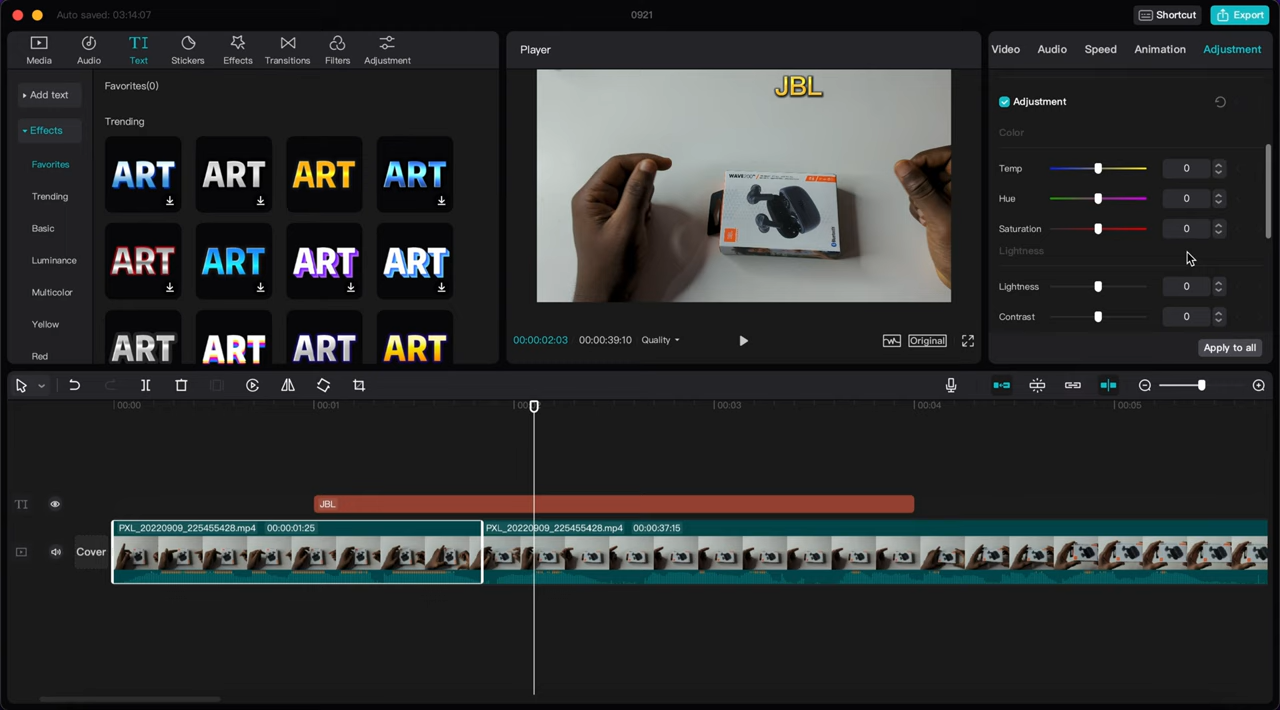 Auto saved: 03:14:07
0921
Shortcut
Export
Media
Audio
TI
Text
Stickers
Effects
Transitions
Filters
Adjustment
Add text
Effects
Favorites
Trending
Basic
Luminance
Multicolor
Yellow
Red
Favorites(0)
Trending
ART ART ART ART
ART ART ART ART
ART ART ART ART
Player
JBL
JBL
00:00:02:03
00:00:39:10
Quality
Original
Video
Audio
Speed
Animation
Adjustment
Adjustment
Color
Temp 0
Hue 0
Saturation 0
Lightness
Lightness 0
Contrast 0
Apply to all
00:00
00:01
00:03
00:04
00:05
TI
JBL
PXL_20220909_225455428.mp4 00:00:01:25
PXL_20220909_225455428.mp4 00:00:37:15
Cover